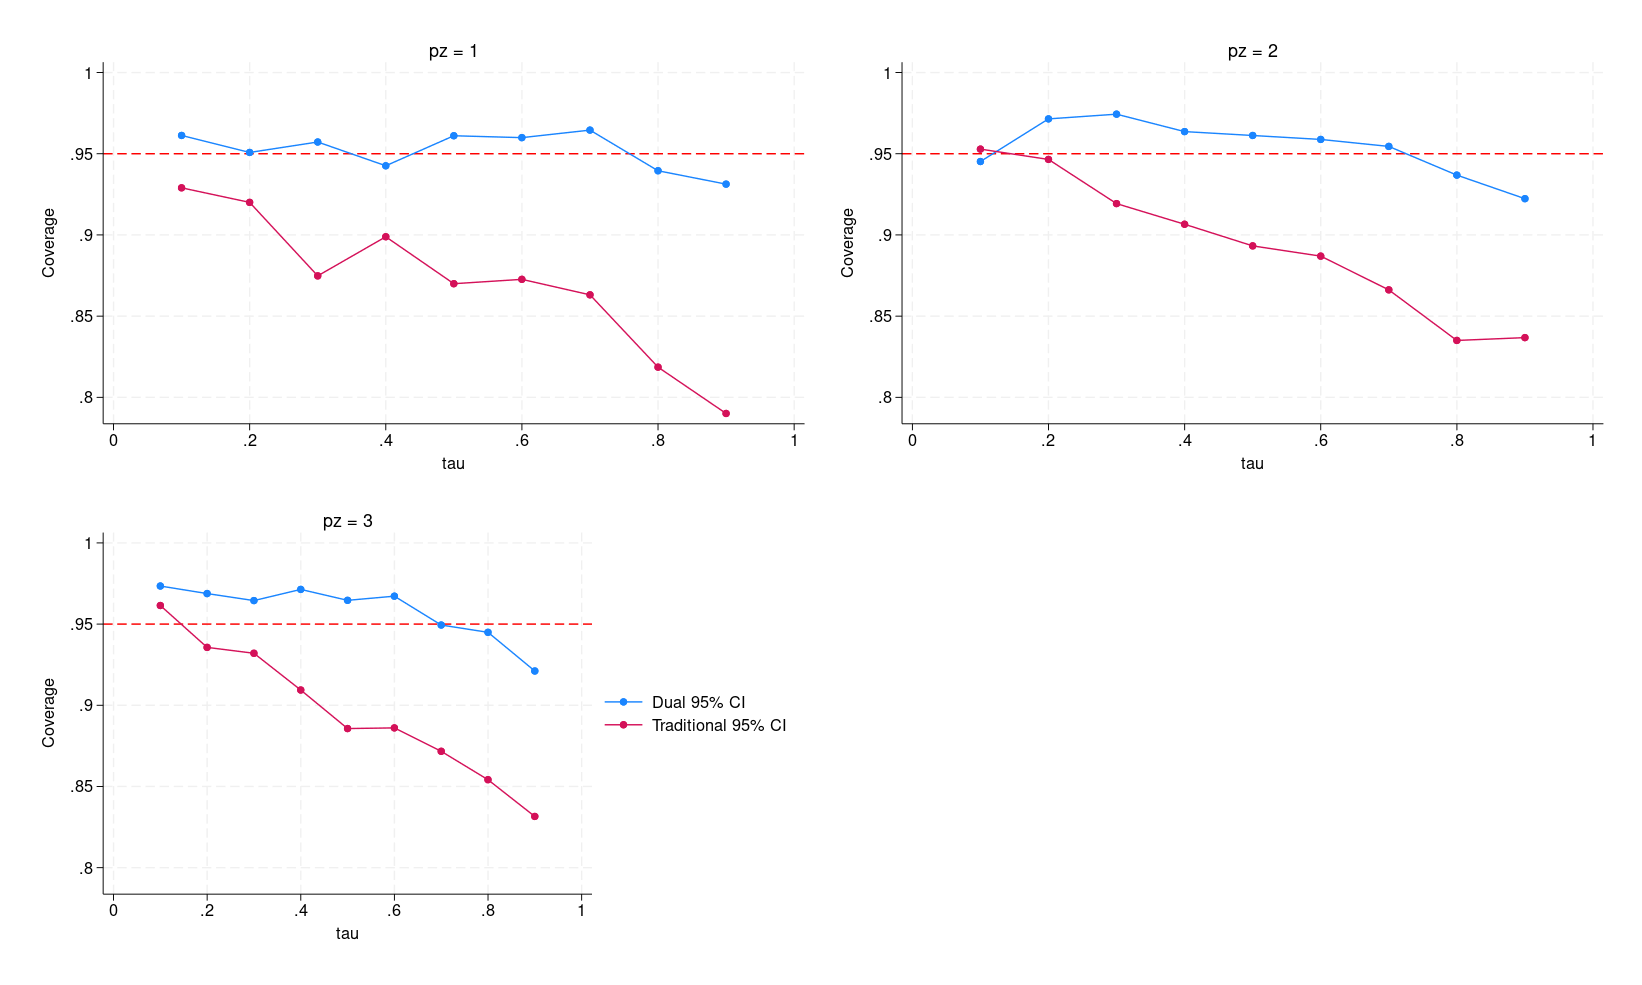 pz = 1
1
.95
.9
.85
.8
Coverage
0 .2 .4 .6 .8 1
tau
pz = 2
1
.95
.9
.85
.8
Coverage
0 .2 .4 .6 .8 1
tau
pz = 3
1
.95
.9
.85
.8
Coverage
0 .2 .4 .6 .8 1
tau
Dual 95% CI
Traditional 95% CI